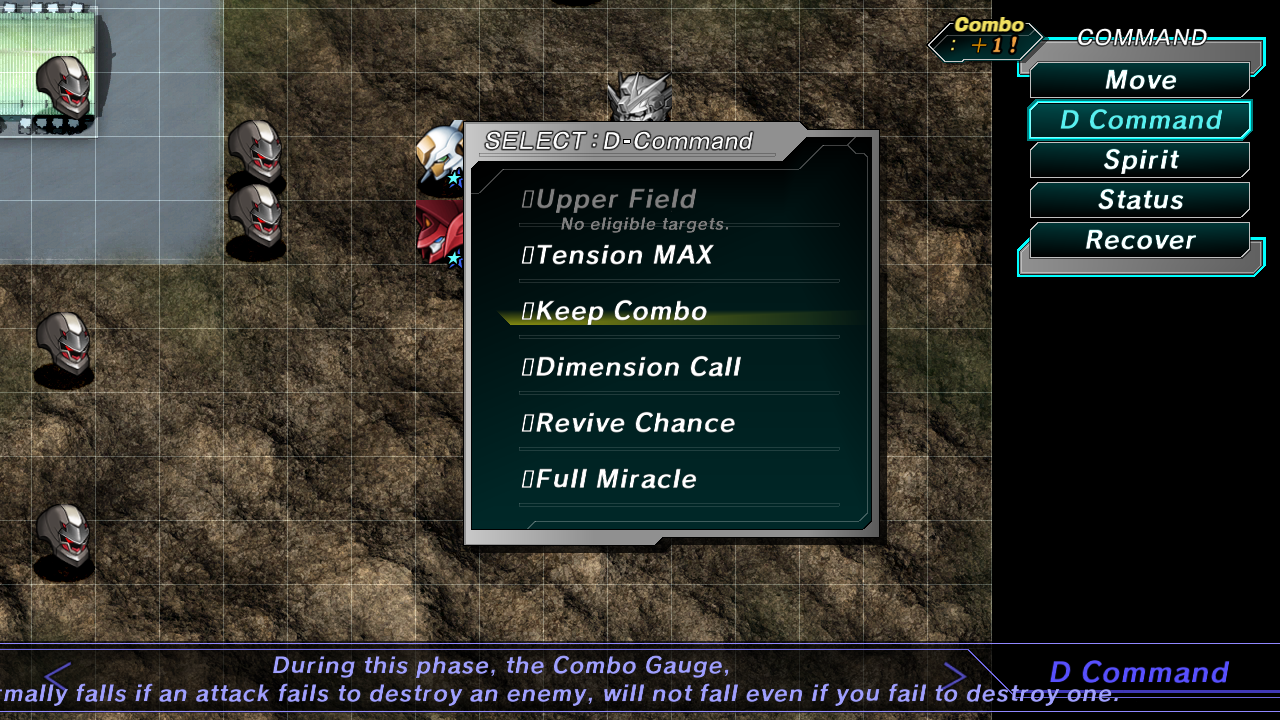 Combo
: +1!
COMMAND
Move
D Command
Spirit
Status
Recover
SELECT : D-Command
▯Upper Field
No eligible targets.
▯Tension MAX
▯Keep Combo
▯Dimension Call
▯Revive Chance
▯Full Miracle
During this phase, the Combo Gauge,
rmally falls if an attack fails to destroy an enemy, will not fall even if you fail to destroy one.
D Command